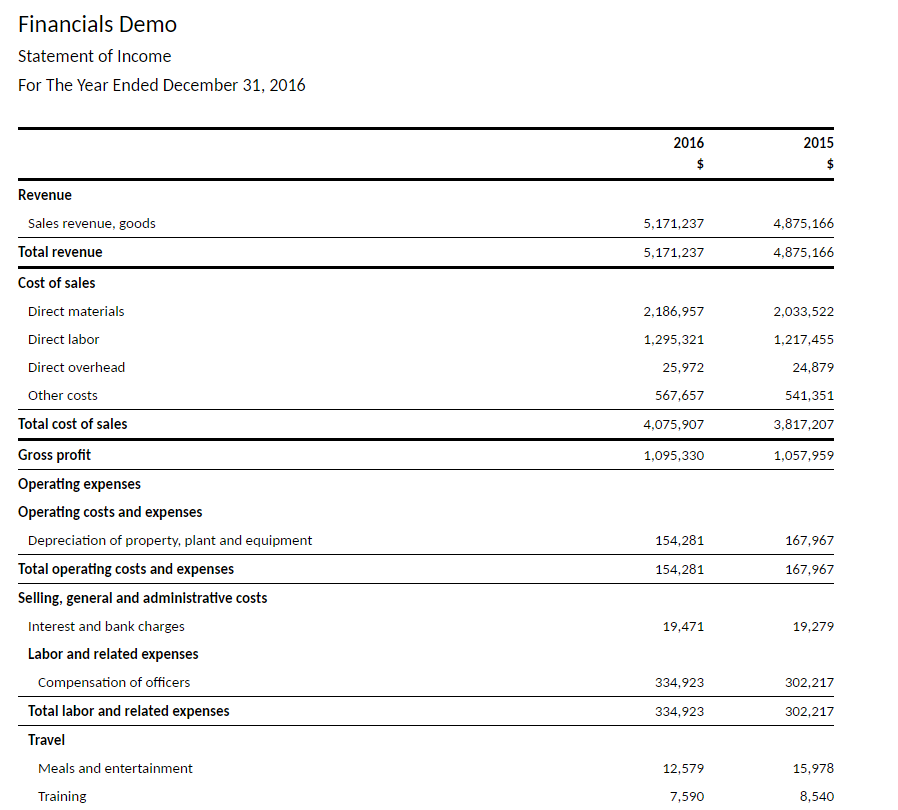 Financials Demo
Statement of Income
For The Year Ended December 31, 2016
2016 2015
$ $
Revenue
Sales revenue, goods 5,171,237 4,875,166
Total revenue 5,171,237 4,875,166
Cost of sales
Direct materials 2,186,957 2,033,522
Direct labor 1,295,321 1,217,455
Direct overhead 25,972 24,879
Other costs 567,657 541,351
Total cost of sales 4,075,907 3,817,207
Gross profit 1,095,330 1,057,959
Operating expenses
Operating costs and expenses
Depreciation of property, plant and equipment 154,281 167,967
Total operating costs and expenses 154,281 167,967
Selling, general and administrative costs
Interest and bank charges 19,471 19,279
Labor and related expenses
Compensation of officers 334,923 302,217
Total labor and related expenses 334,923 302,217
Travel
Meals and entertainment 12,579 15,978
Training 7,590 8,540